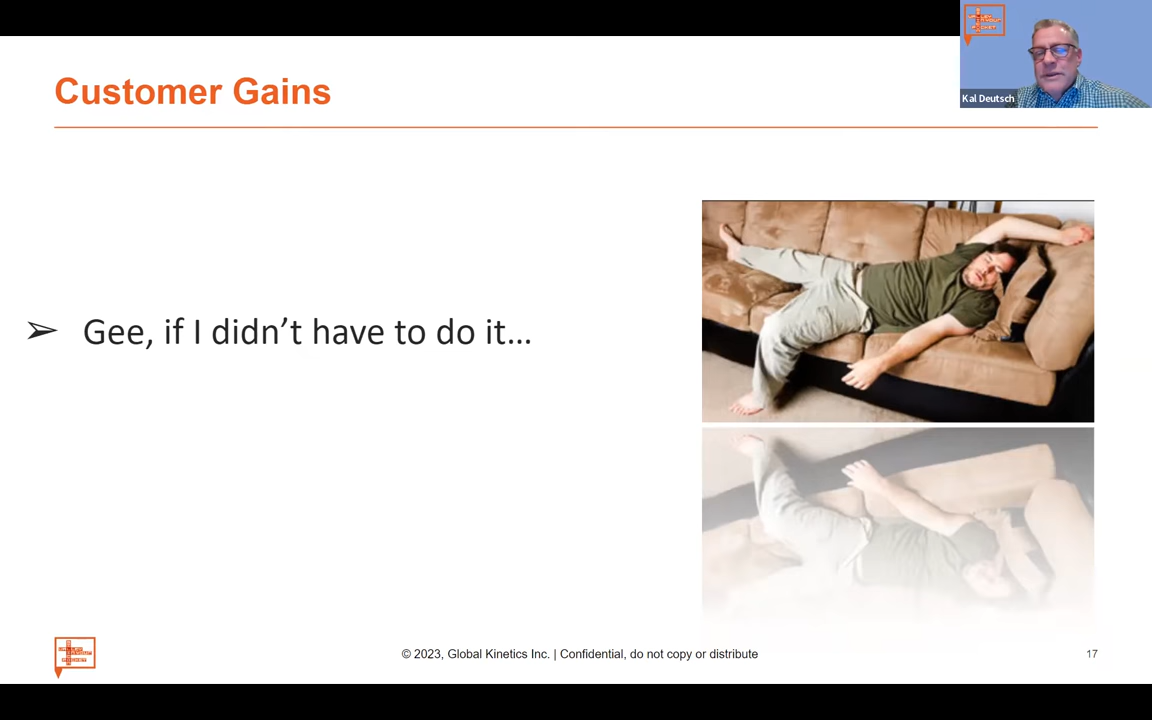 Customer Gains
Kal Deutsch
➢ Gee, if I didn’t have to do it…
© 2023, Global Kinetics Inc. | Confidential, do not copy or distribute
17